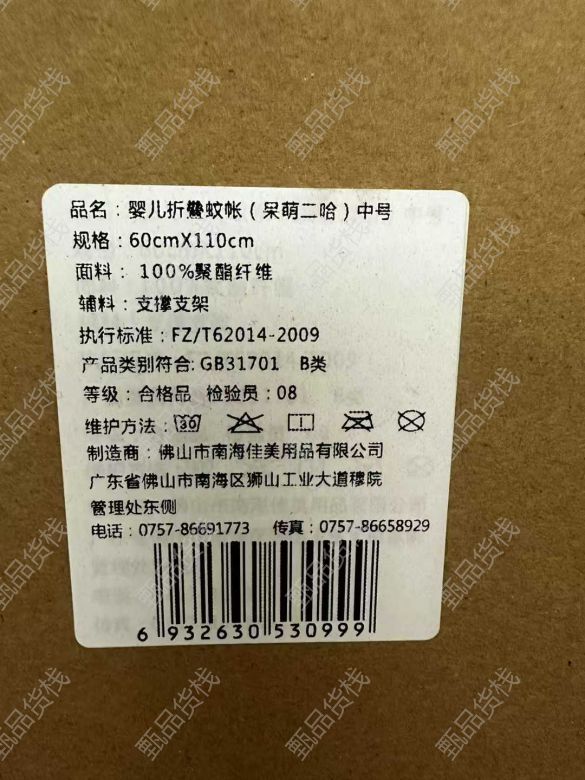 品名：婴儿折叠蚊帐（呆萌二哈）中号
规格：60cmX110cm
面料： 100%聚酯纤维
辅料：支撑支架
执行标准：FZ/T62014-2009
产品类别符合: GB31701 B类
等级：合格品 检验员：08
维护方法： 30
制造商：佛山市南海佳美用品有限公司
广东省佛山市南海区狮山工业大道穆院
管理处东侧
电话：0757-86691773 传真：0757-86658929
6 932630 530999
甄品货栈